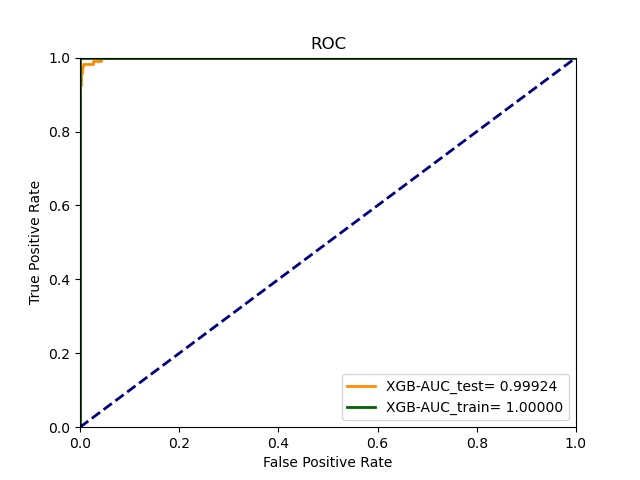 ROC
1.0
0.8
0.6
0.4
0.2
0.0
True Positive Rate
XGB-AUC_test= 0.99924
XGB-AUC_train= 1.00000
0.0 0.2 0.4 0.6 0.8 1.0
False Positive Rate